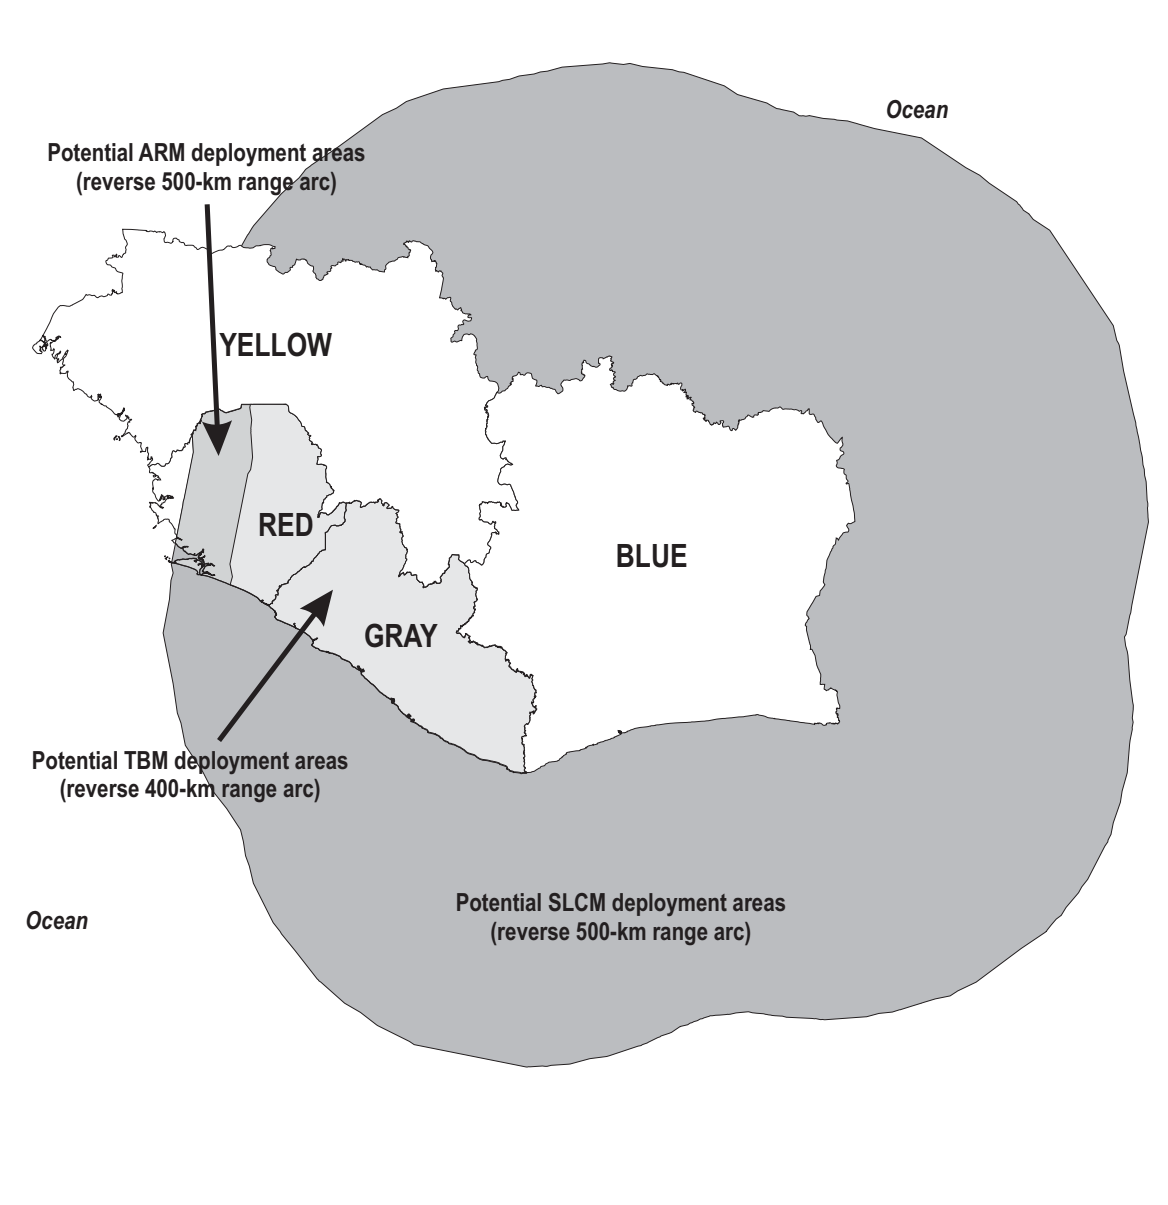 Ocean
Potential ARM deployment areas
(reverse 500-km range arc)
YELLOW
RED
BLUE
GRAY
Potential TBM deployment areas
(reverse 400-km range arc)
Potential SLCM deployment areas
(reverse 500-km range arc)
Ocean